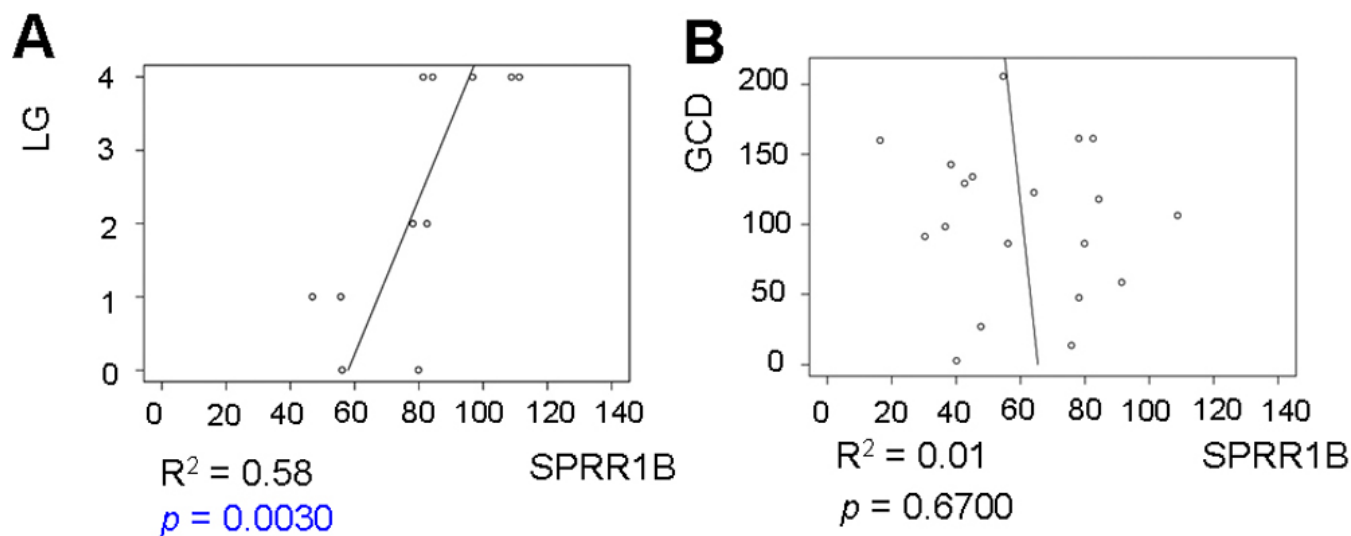 A
LG
4
3
2
1
0
0 20 40 60 80 100 120 140
SPRR1B
R² = 0.58
p = 0.0030
B
GCD
200
150
100
50
0
0 20 40 60 80 100 120 140
SPRR1B
R² = 0.01
p = 0.6700